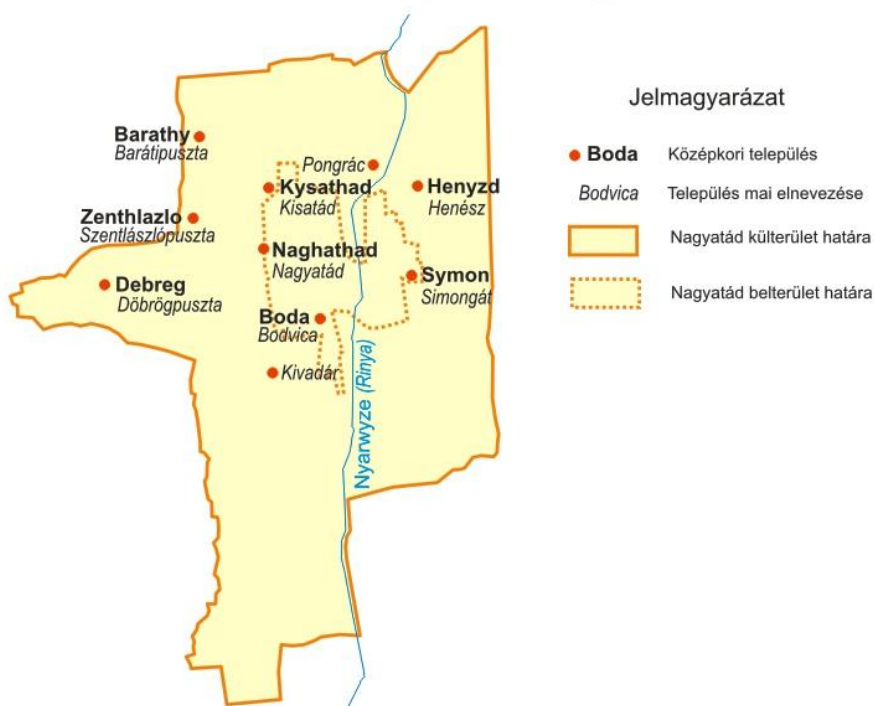 Barathy
Barátipuszta
Pongrác
Kysathad
Kisatád
Henyzd
Henész
Zenthlazlo
Szentlászlópuszta
Naghathad
Nagyatád
Symon
Simongát
Debreg
Döbrögpuszta
Boda
Bodvica
Kivadár
Nyarwyze (Rinya)
Jelmagyarázat
Boda Középkori település
Bodvica Település mai elnevezése
Nagyatád külterület határa
Nagyatád belterület határa